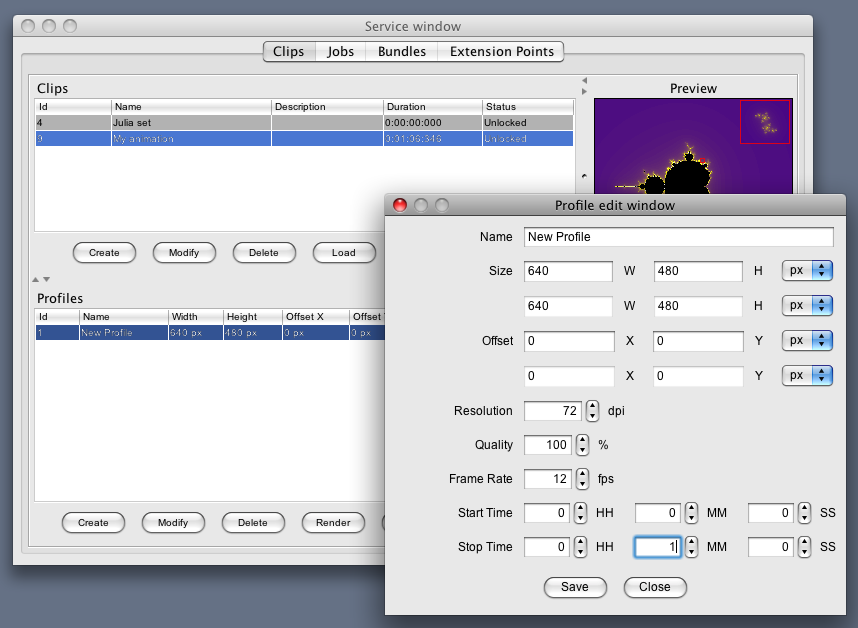 Service window
Clips Jobs Bundles Extension Points
Clips
Id Name Description Duration Status
4 Julia set 0:00:00:000 Unlocked
9 My animation 0:01:06:346 Unlocked
Create Modify Delete Load
Preview
Profiles
Id Name Width Height Offset X Offset
1 New Profile 640 px 480 px 0 px 0 px
Create Modify Delete Render
Profile edit window
Name New Profile
Size 640 W 480 H px
640 W 480 H px
Offset 0 X 0 Y px
0 X 0 Y px
Resolution 72 dpi
Quality 100 %
Frame Rate 12 fps
Start Time 0 HH 0 MM 0 SS
Stop Time 0 HH 1 MM 0 SS
Save Close